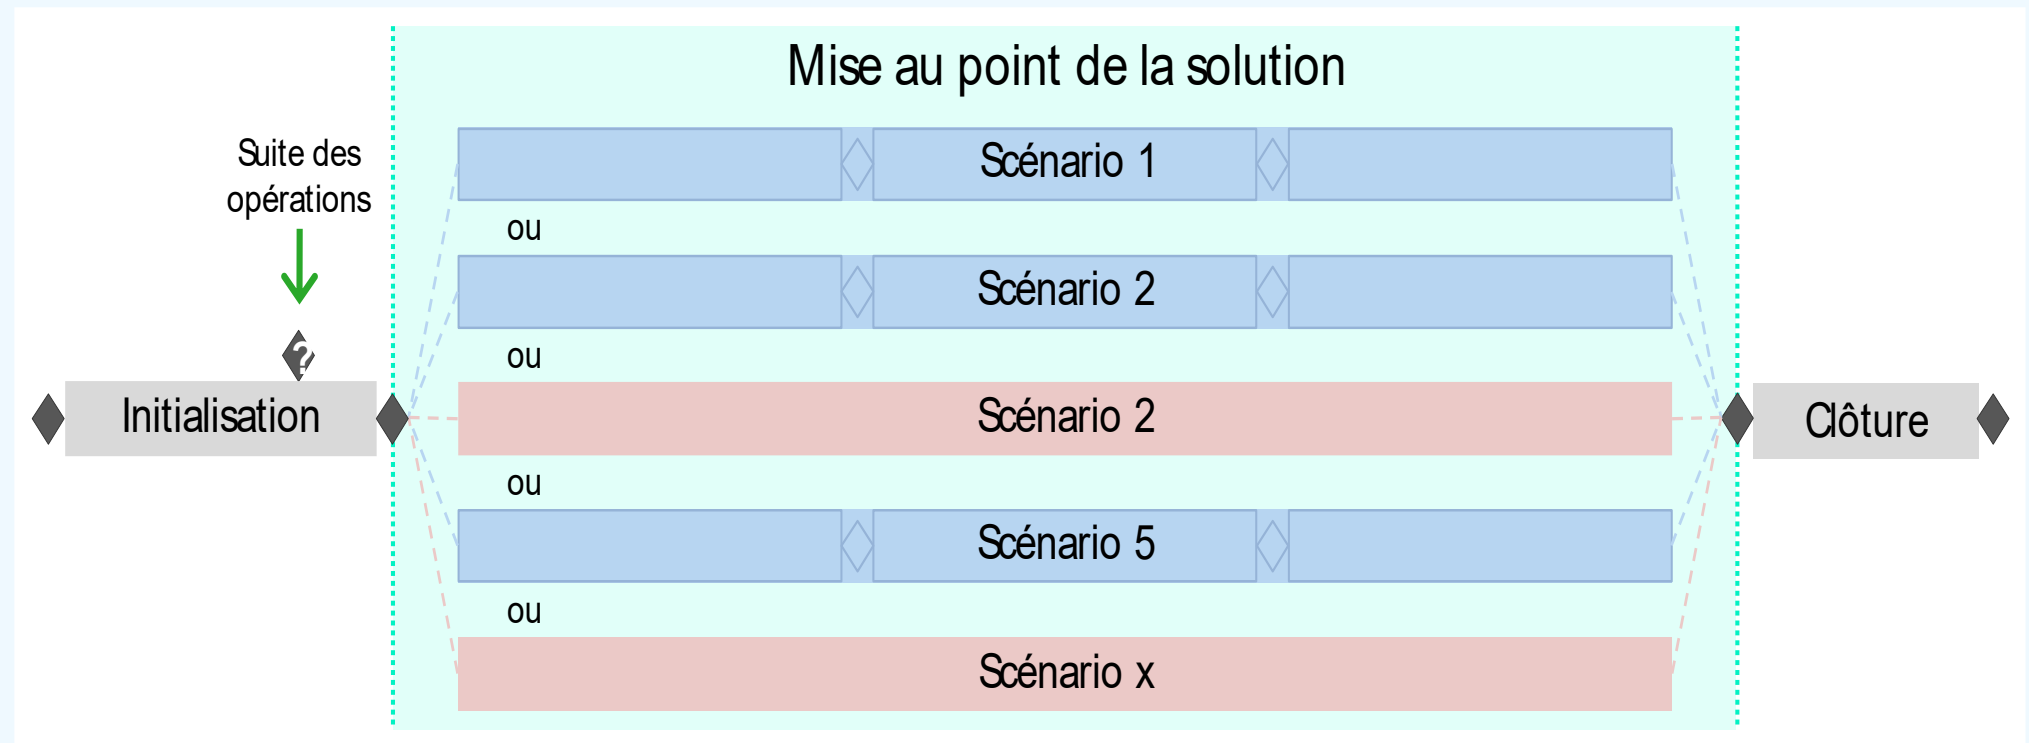 Mise au point de la solution
Suite des
opérations
Scénario 1
ou
Scénario 2
ou
?
Initialisation
Scénario 2
Clôture
ou
Scénario 5
ou
Scénario x